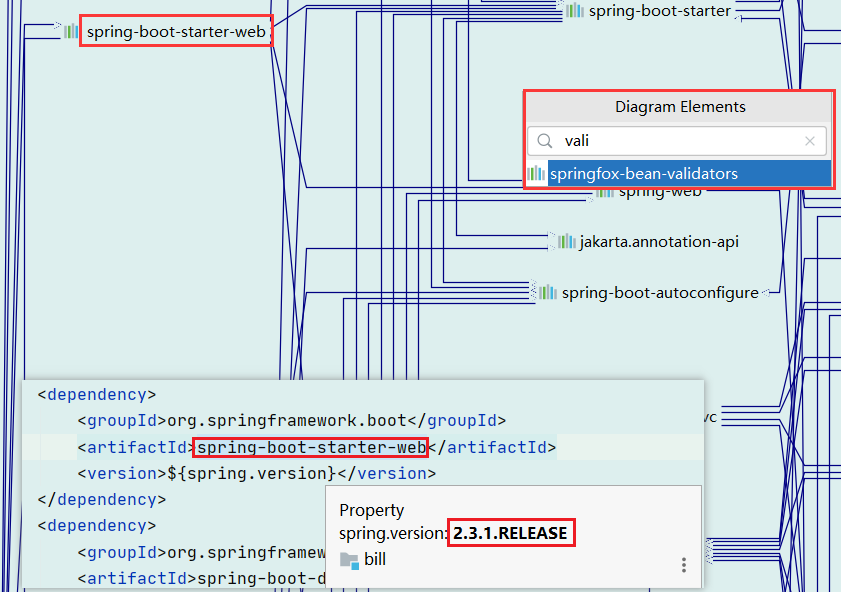 spring-boot-starter
spring-boot-starter-web
Diagram Elements
vali
springfox-bean-validators
spring-web
jakarta.annotation-api
spring-boot-autoconfigure
<dependency>
<groupId>org.springframework.boot</groupId>
vc
<artifactId>spring-boot-starter-web</artifactId>
<version>${spring.version}</version>
</dependency>
<dependency>
<groupId>org.springframew
<artifactId>spring-boot-d
Property
spring.version: 2.3.1.RELEASE
bill